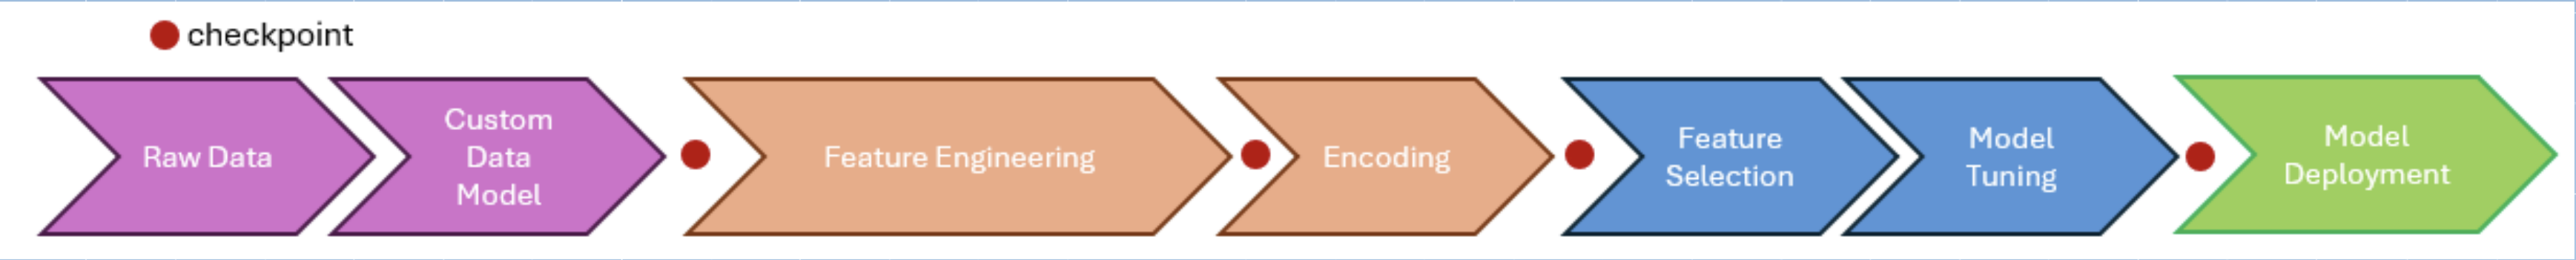 checkpoint
Raw Data
Custom
Data
Model
Feature Engineering
Encoding
Feature
Selection
Model
Tuning
Model
Deployment